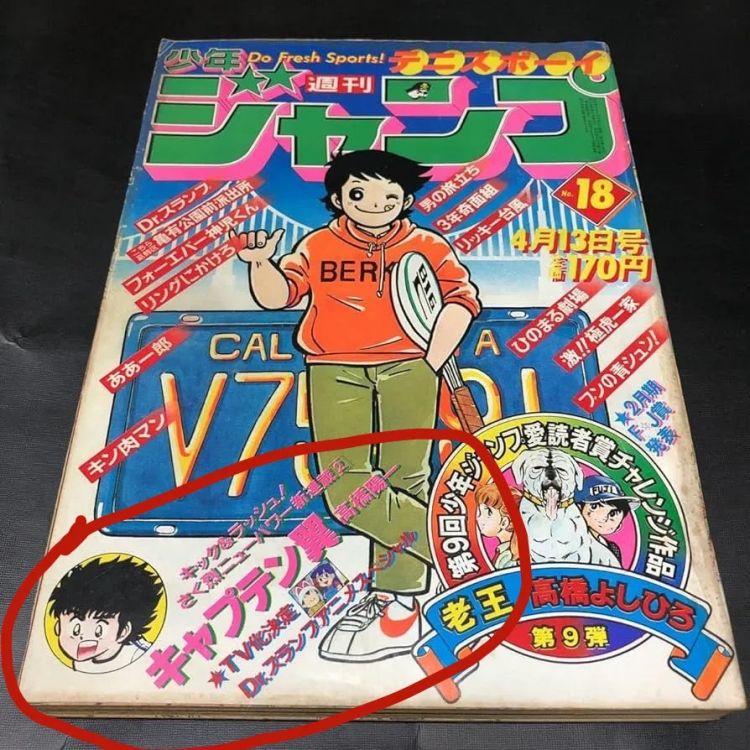 少年 Do Fresh Sports! テニスボーイ
週刊
ジャンプ
No. 18
4月13日号
定価170円
Dr.スランプ
こちら葛飾区亀有公園前派出所
フォーエバー神児くん
リングにかけろ
ああ一郎
キン肉マン
男の旅立ち
3年奇面組
リッキー台風
ひのまる劇場
激!!極虎一家
フンの青シュン!
★2月期
F・J賞
発表
BER
CAL A
V75
キック&ラッシュ!
さく烈!ニューパワー新連載②
キャプテン翼 高橋陽一
★TV化決定
Dr.スランプアニメスペシャル
第9回少年ジャンプ愛読者賞チャレンジ作品
FUJI
老王 高橋よしひろ
第9弾